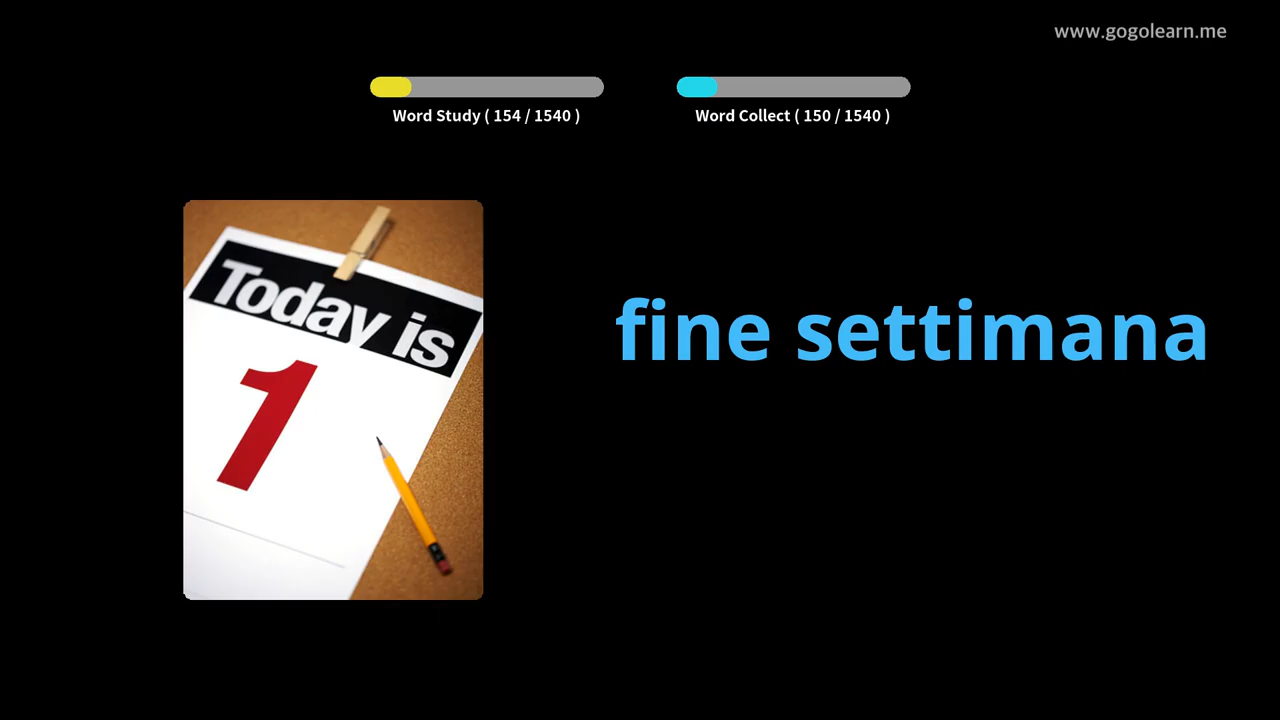 www.gogolearn.me
Word Study ( 154 / 1540 )
Word Collect ( 150 / 1540 )
Today is
1
fine settimana